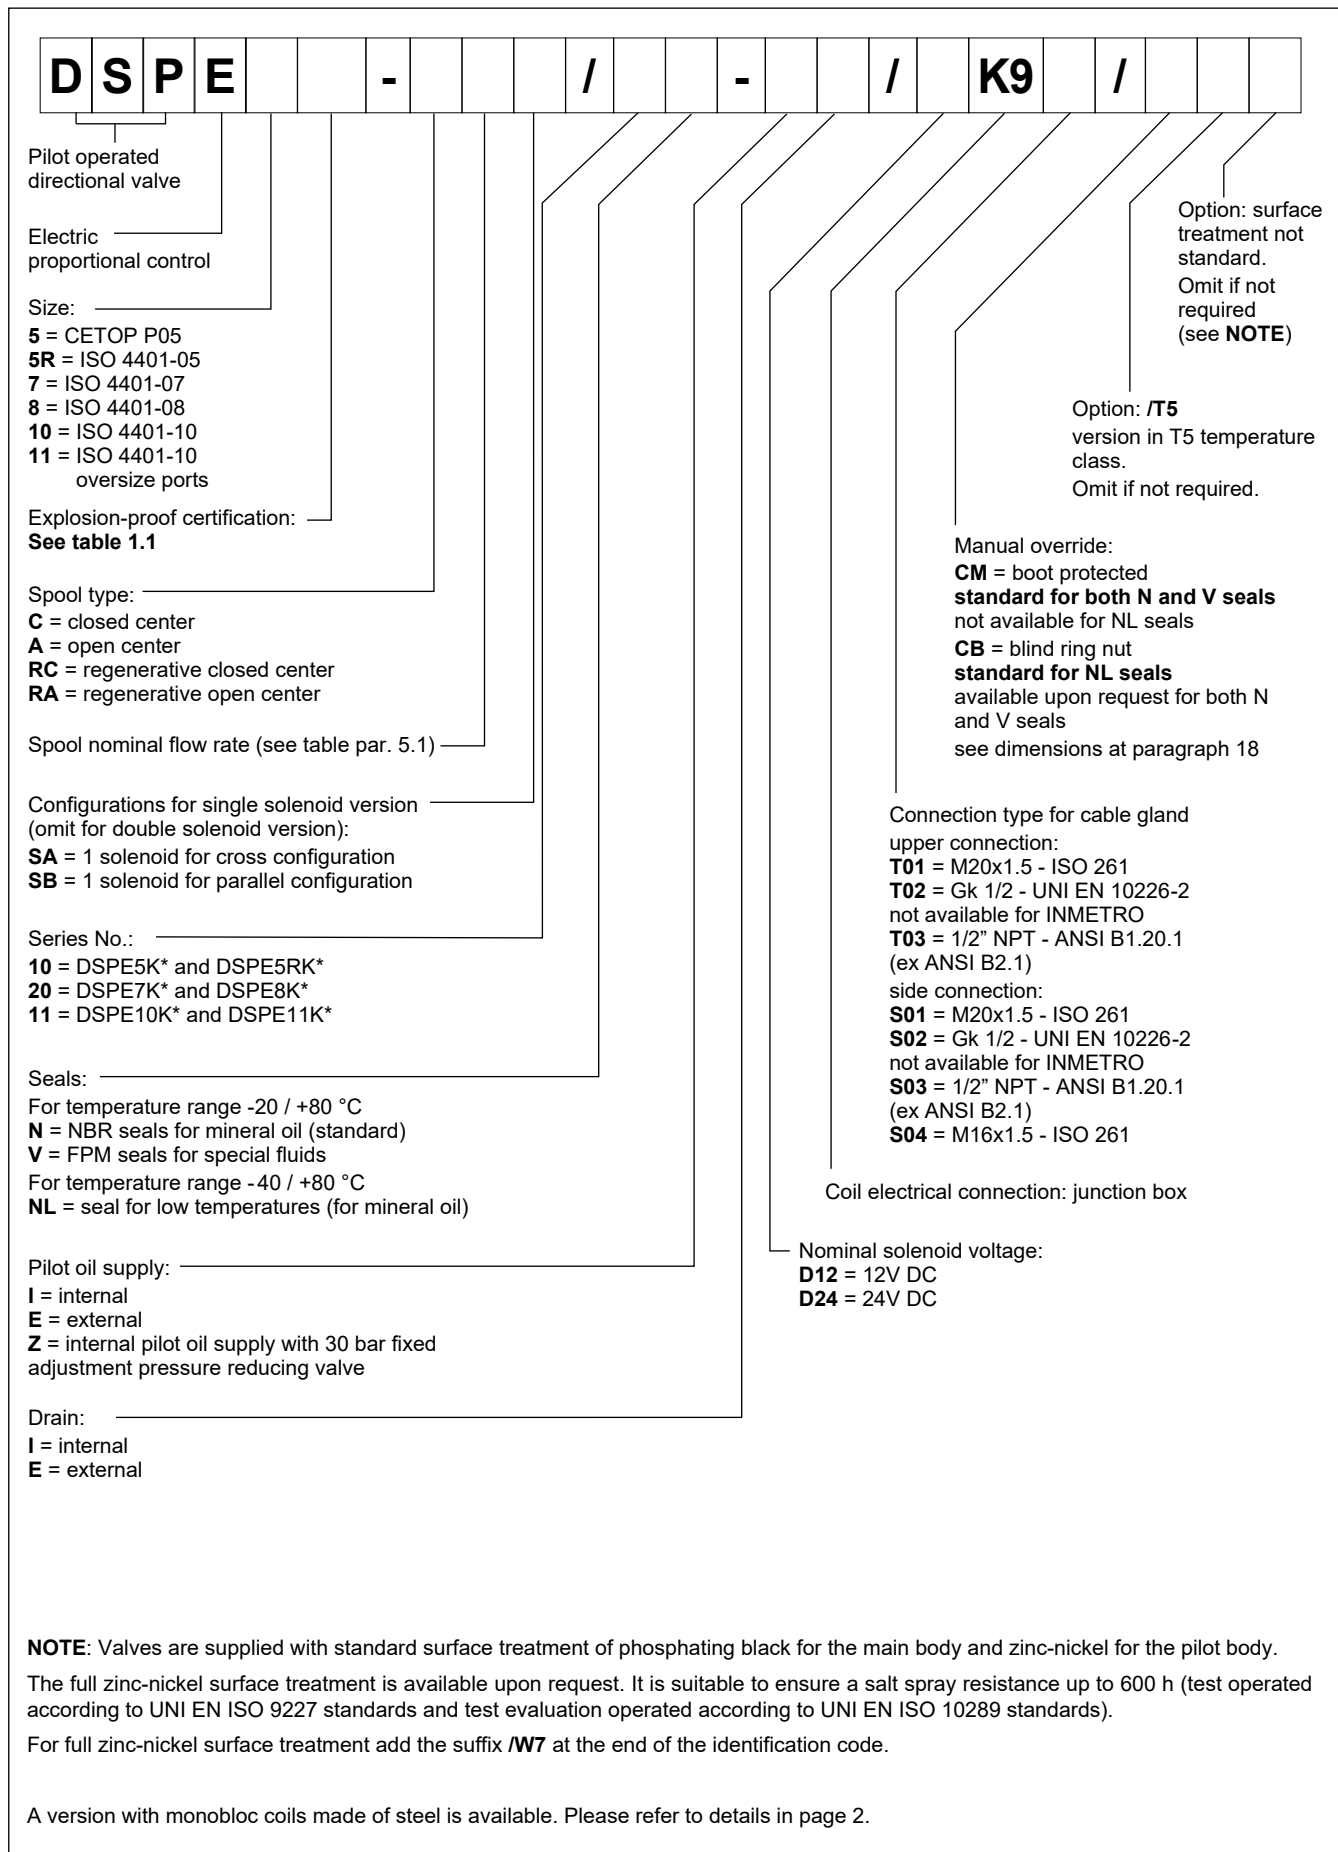 DSPE - / - / K9 /
Pilot operated
directional valve
Electric
proportional control
Size:
5 = CETOP P05
5R = ISO 4401-05
7 = ISO 4401-07
8 = ISO 4401-08
10 = ISO 4401-10
11 = ISO 4401-10
oversize ports
Explosion-proof certification:
See table 1.1
Spool type:
C = closed center
A = open center
RC = regenerative closed center
RA = regenerative open center
Spool nominal flow rate (see table par. 5.1)
Configurations for single solenoid version
(omit for double solenoid version):
SA = 1 solenoid for cross configuration
SB = 1 solenoid for parallel configuration
Series No.:
10 = DSPE5K* and DSPE5RK*
20 = DSPE7K* and DSPE8K*
11 = DSPE10K* and DSPE11K*
Seals:
For temperature range -20 / +80 °C
N = NBR seals for mineral oil (standard)
V = FPM seals for special fluids
For temperature range -40 / +80 °C
NL = seal for low temperatures (for mineral oil)
Pilot oil supply:
I = internal
E = external
Z = internal pilot oil supply with 30 bar fixed
adjustment pressure reducing valve
Drain:
I = internal
E = external
Option: surface
treatment not
standard.
Omit if not
required
(see NOTE)
Option: /T5
version in T5 temperature
class.
Omit if not required.
Manual override:
CM = boot protected
standard for both N and V seals
not available for NL seals
CB = blind ring nut
standard for NL seals
available upon request for both N
and V seals
see dimensions at paragraph 18
Connection type for cable gland
upper connection:
T01 = M20x1.5 - ISO 261
T02 = Gk 1/2 - UNI EN 10226-2
not available for INMETRO
T03 = 1/2” NPT - ANSI B1.20.1
(ex ANSI B2.1)
side connection:
S01 = M20x1.5 - ISO 261
S02 = Gk 1/2 - UNI EN 10226-2
not available for INMETRO
S03 = 1/2” NPT - ANSI B1.20.1
(ex ANSI B2.1)
S04 = M16x1.5 - ISO 261
Coil electrical connection: junction box
Nominal solenoid voltage:
D12 = 12V DC
D24 = 24V DC
NOTE: Valves are supplied with standard surface treatment of phosphating black for the main body and zinc-nickel for the pilot body.
The full zinc-nickel surface treatment is available upon request. It is suitable to ensure a salt spray resistance up to 600 h (test operated
according to UNI EN ISO 9227 standards and test evaluation operated according to UNI EN ISO 10289 standards).
For full zinc-nickel surface treatment add the suffix /W7 at the end of the identification code.
A version with monobloc coils made of steel is available. Please refer to details in page 2.